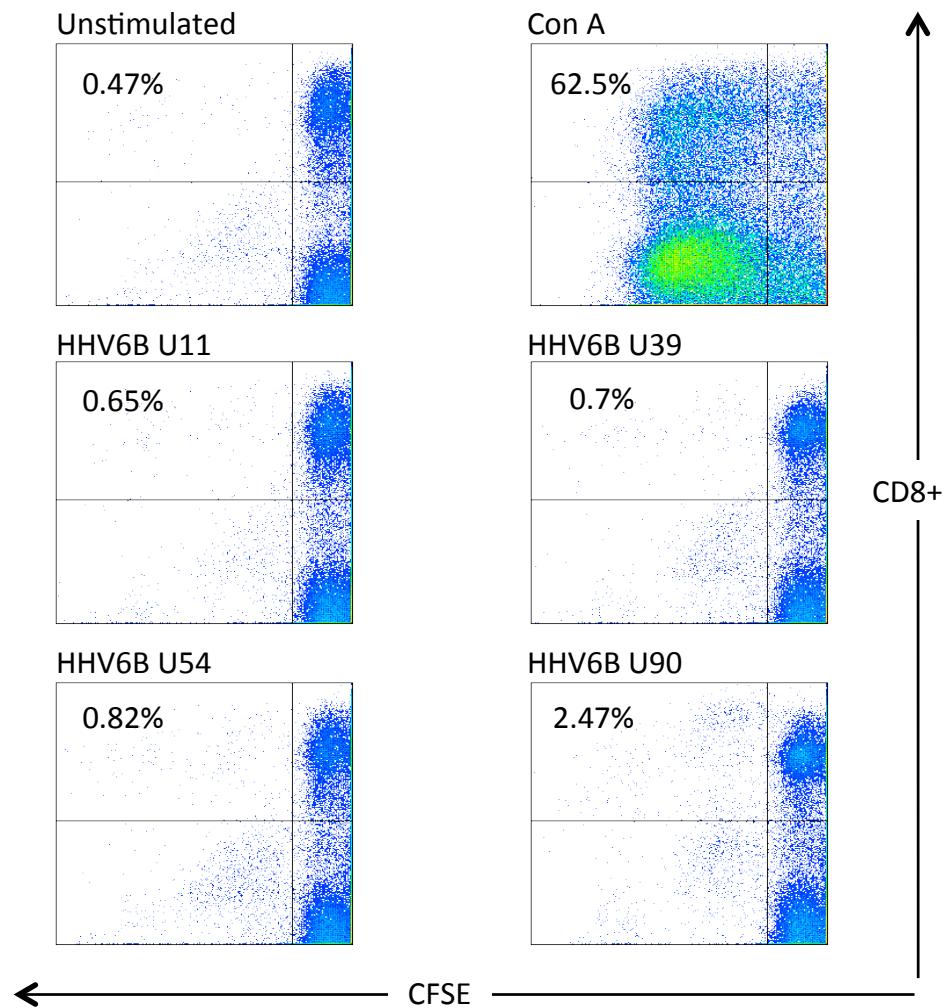 Unstimulated
0.47%
Con A
62.5%
HHV6B U11
0.65%
HHV6B U39
0.7%
HHV6B U54
0.82%
HHV6B U90
2.47%
CD8+
CFSE